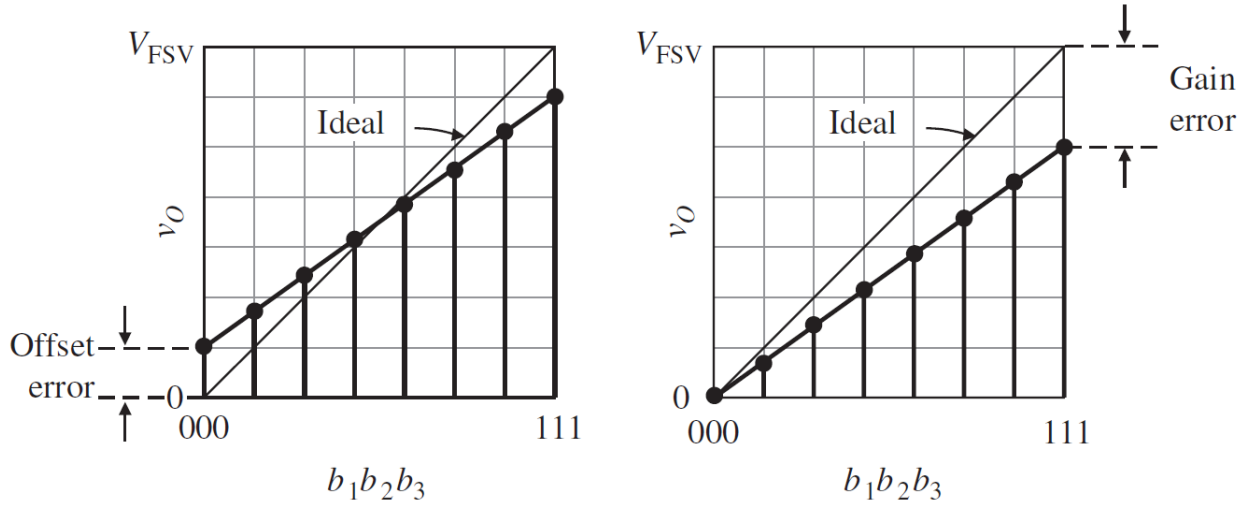 V_FSV
Ideal
v_O
Offset
error
0
000
111
b_1b_2b_3
V_FSV
Ideal
Gain
error
v_O
0
000
111
b_1b_2b_3